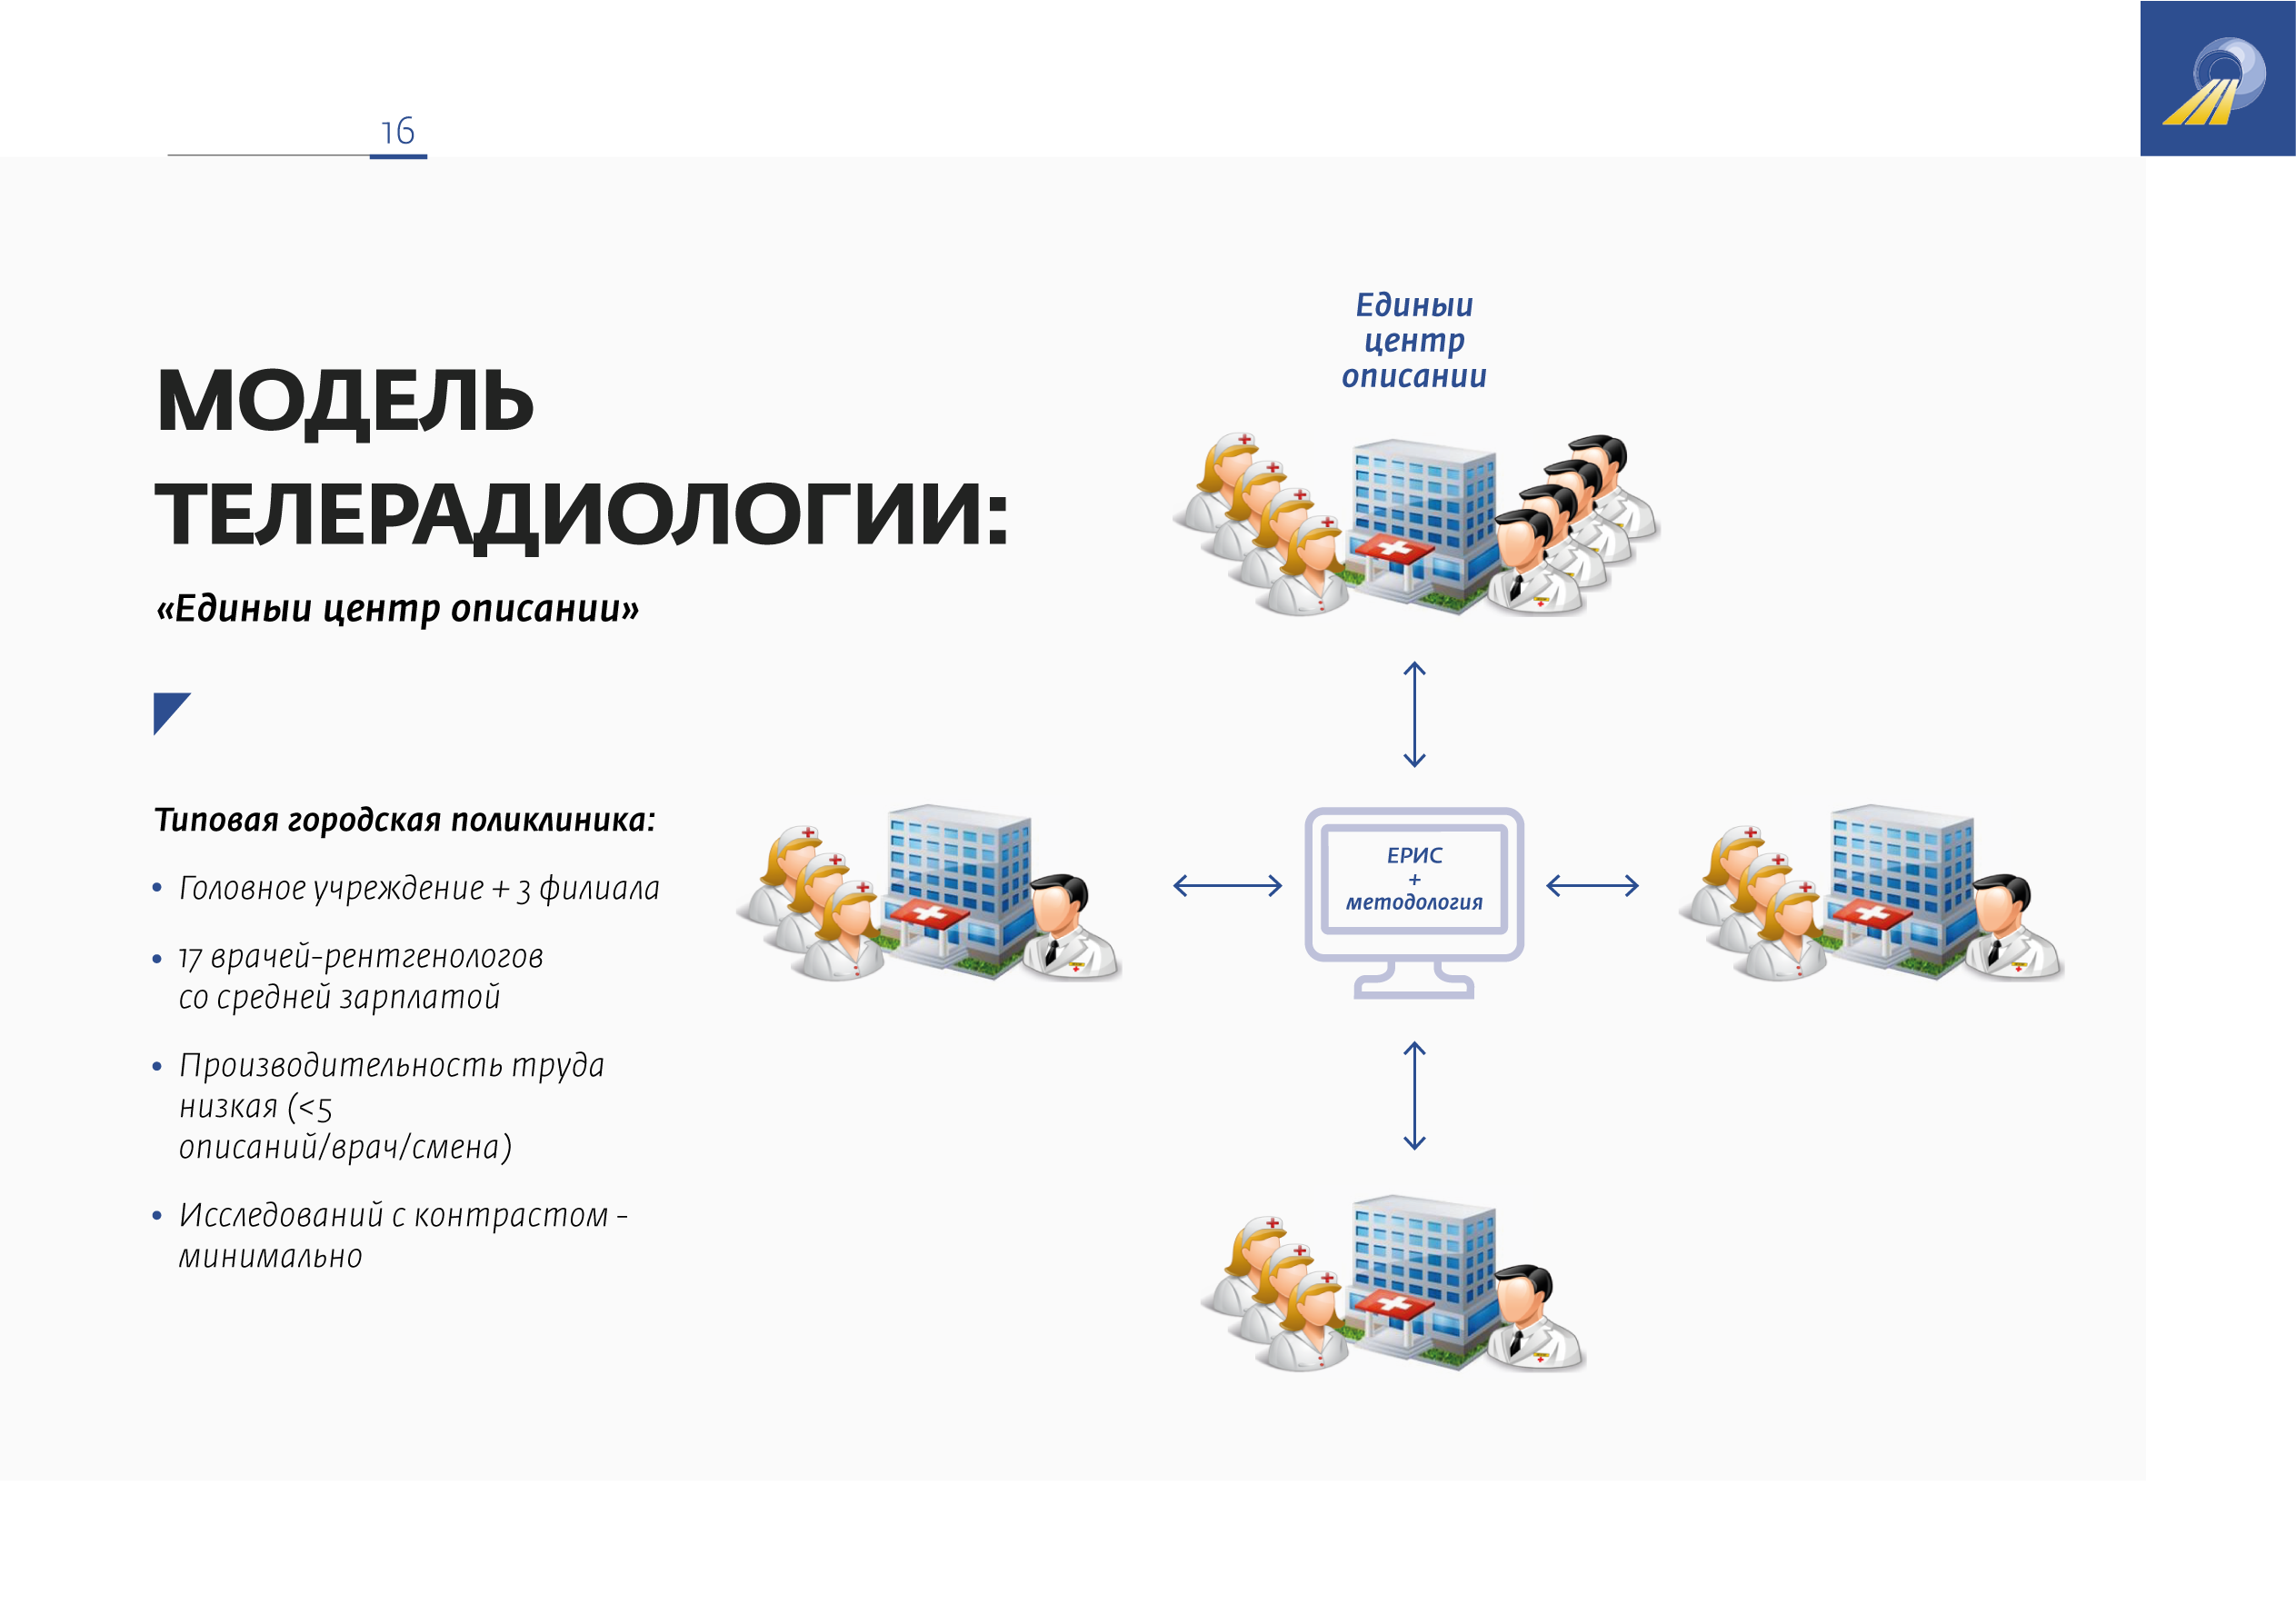 16
МОДЕЛЬ
ТЕЛЕРАДИОЛОГИИ:
«Единыи центр описании»
Типовая городская поликлиника:
• Головное учреждение + 3 филиала
• 17 врачей-рентгенологов
со средней зарплатой
• Производительность труда
низкая (<5
описаний/врач/смена)
• Исследований с контрастом -
минимально
Единыи
центр
описании
ЕРИС
+
методология